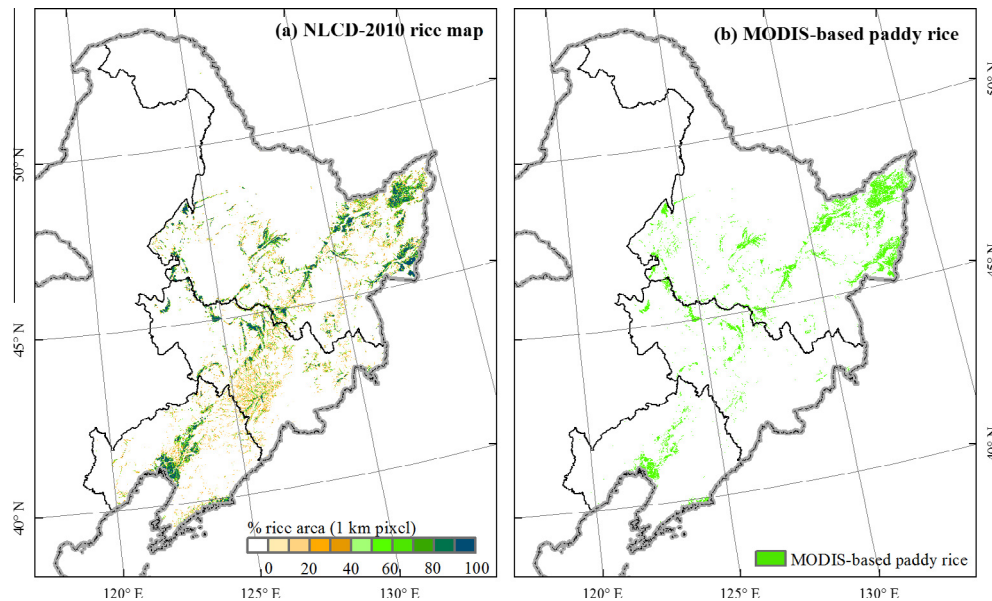 (a) NLCD-2010 rice map
(b) MODIS-based paddy rice
50° N
50° N
45° N
45° N
40° N
40° N
% rice area (1 km pixel)
0 20 40 60 80 100
MODIS-based paddy rice
120° E 125° E 130° E
120° E 125° E 130° E